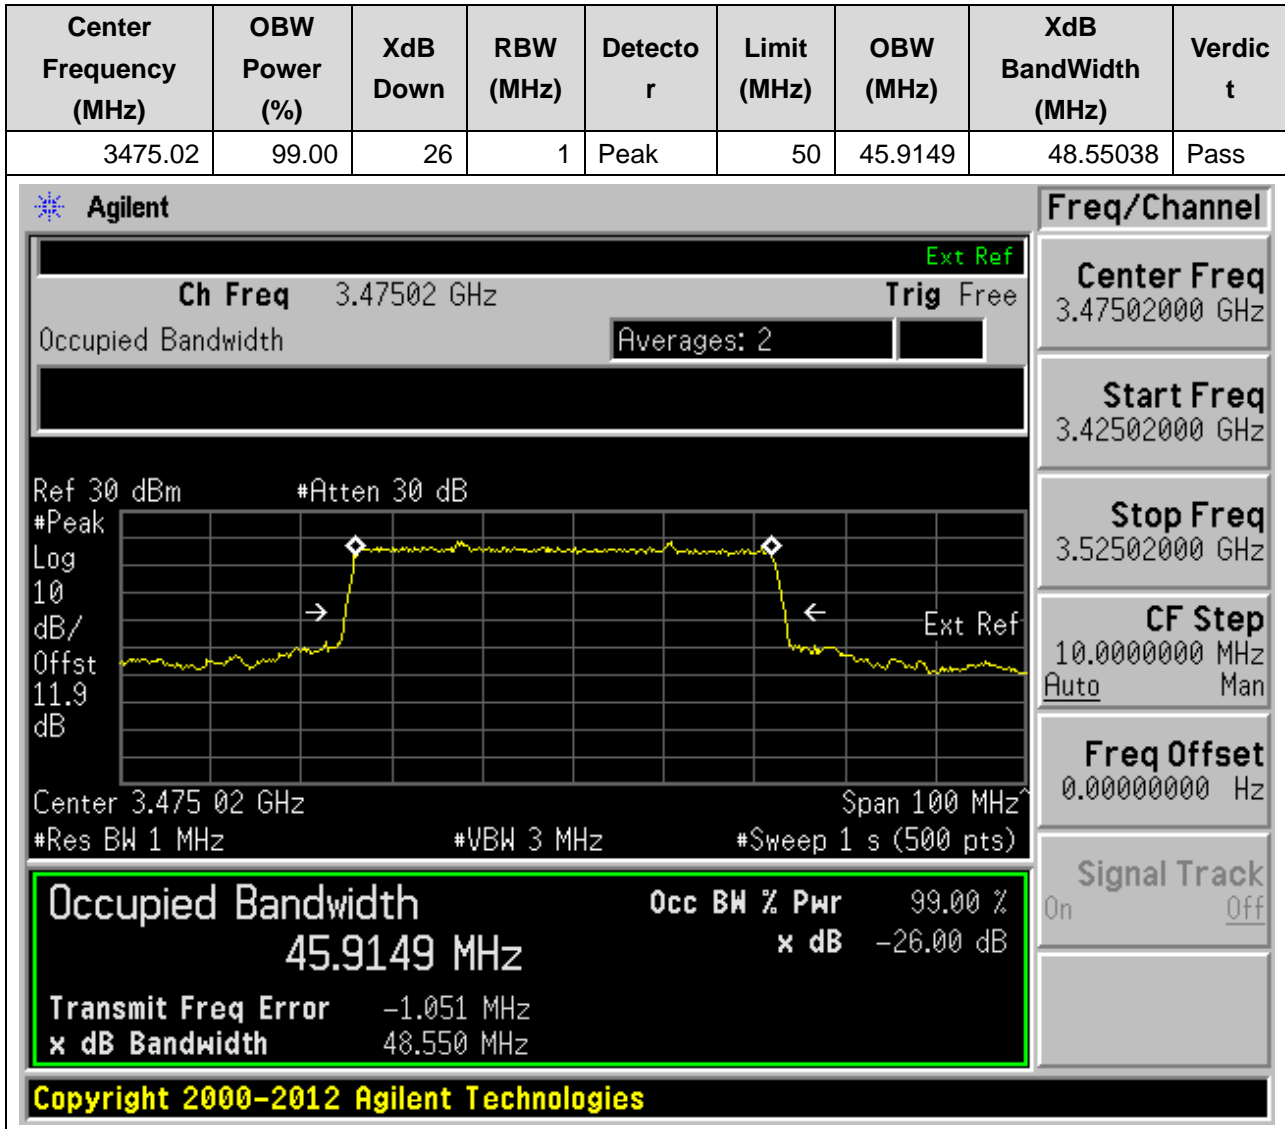 Center Frequency (MHz) OBW Power (%) XdB Down RBW (MHz) Detecto r Limit (MHz) OBW (MHz) XdB BandWidth (MHz) Verdic t
3475.02 99.00 26 1 Peak 50 45.9149 48.55038 Pass
Agilent
Freq/Channel
Ext Ref
Ch Freq 3.47502 GHz Trig Free
Occupied Bandwidth Averages: 2
Center Freq
3.47502000 GHz
Start Freq
3.42502000 GHz
Stop Freq
3.52502000 GHz
CF Step
10.0000000 MHz
Auto Man
Freq Offset
0.00000000 Hz
Signal Track
On Off
Ref 30 dBm #Atten 30 dB
#Peak
Log
10
dB/
Offst
11.9
dB
Ext Ref
Center 3.475 02 GHz Span 100 MHz^
#Res BW 1 MHz #VBW 3 MHz #Sweep 1 s (500 pts)
Occupied Bandwidth
45.9149 MHz
Occ BW % Pwr 99.00 %
x dB -26.00 dB
Transmit Freq Error -1.051 MHz
x dB Bandwidth 48.550 MHz
Copyright 2000-2012 Agilent Technologies